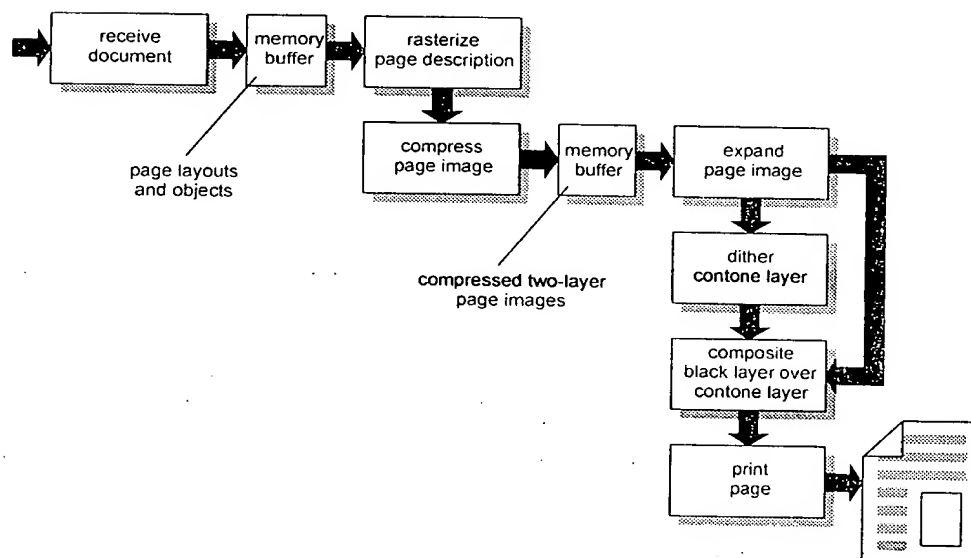 receive
document
memory
buffer
rasterize
page description
page layouts
and objects
compress
page image
memory
buffer
expand
page image
compressed two-layer
page images
dither
contone layer
composite
black layer over
contone layer
print
page